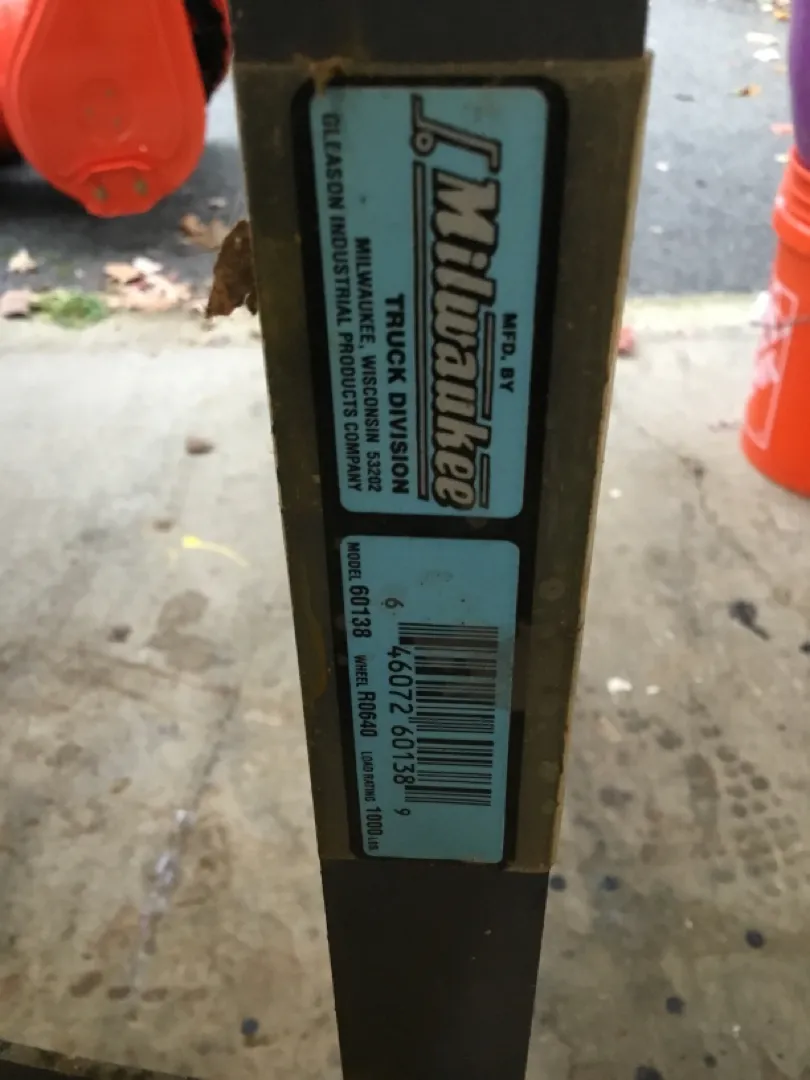 MFD. BY
Milwaukee
TRUCK DIVISION
MILWAUKEE, WISCONSIN 53202
GLEASON INDUSTRIAL PRODUCTS COMPANY
6 46072 60138 9
MODEL 60138 WHEEL R0640 LOAD RATING 1000 LBS